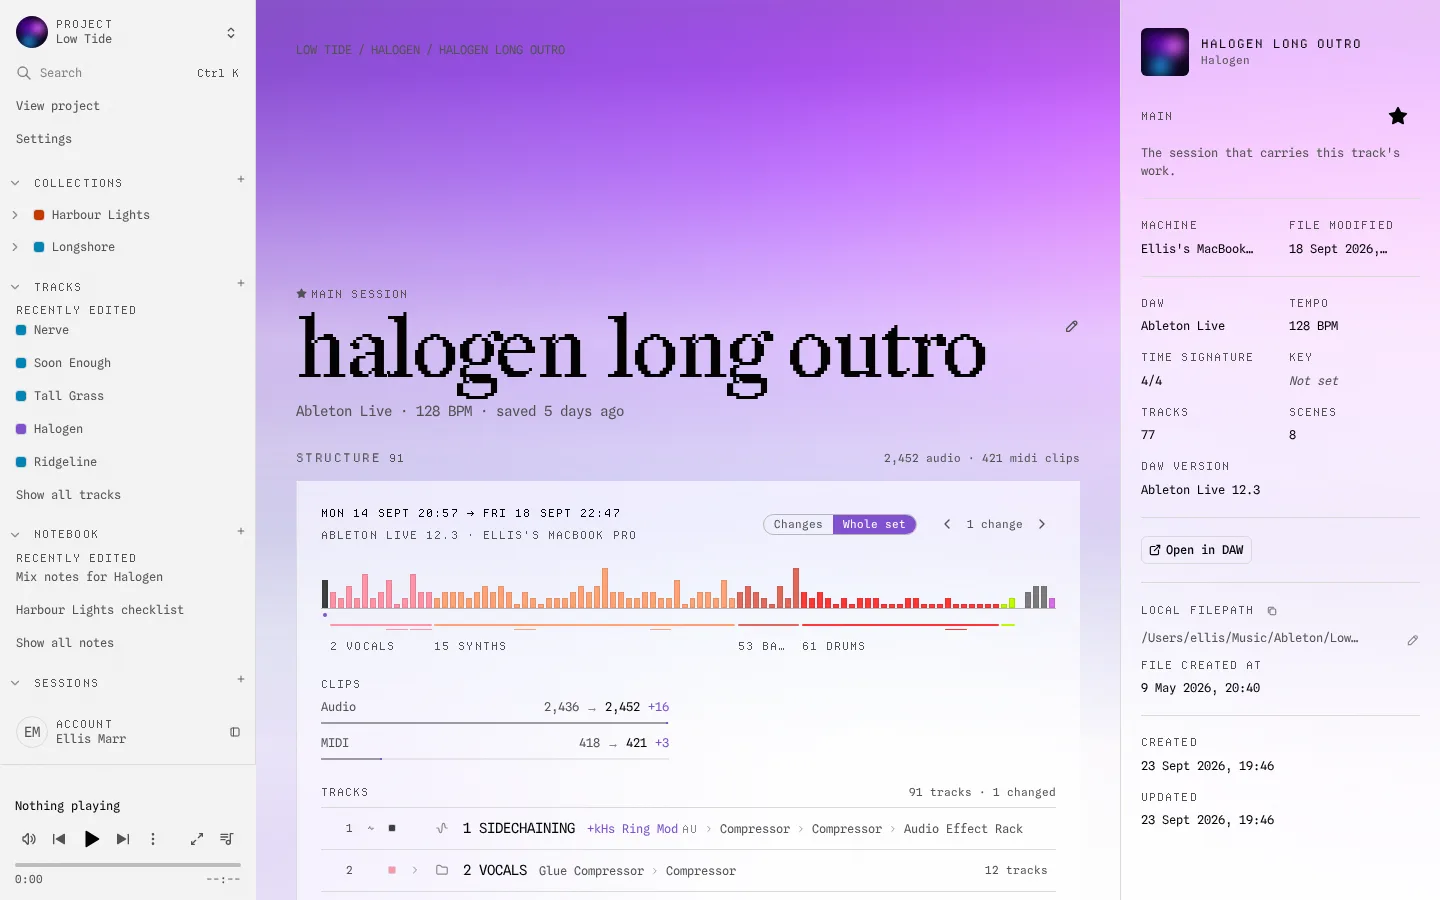 PROJECT
Low Tide
Search Ctrl K
View project
Settings
COLLECTIONS +
Harbour Lights
Longshore
TRACKS +
RECENTLY EDITED
Nerve
Soon Enough
Tall Grass
Halogen
Ridgeline
Show all tracks
NOTEBOOK +
RECENTLY EDITED
Mix notes for Halogen
Harbour Lights checklist
Show all notes
SESSIONS +
EM
ACCOUNT
Ellis Marr
Nothing playing
0:00 --:--
LOW TIDE / HALOGEN / HALOGEN LONG OUTRO
MAIN SESSION
halogen long outro
Ableton Live · 128 BPM · saved 5 days ago
STRUCTURE 91 2,452 audio · 421 midi clips
MON 14 SEPT 20:57 → FRI 18 SEPT 22:47
ABLETON LIVE 12.3 · ELLIS'S MACBOOK PRO
Changes Whole set 1 change
2 VOCALS 15 SYNTHS 53 BA… 61 DRUMS
CLIPS
Audio 2,436 → 2,452 +16
MIDI 418 → 421 +3
TRACKS 91 tracks · 1 changed
1 ~ 1 SIDECHAINING +kHs Ring Mod AU › Compressor › Compressor › Audio Effect Rack
2 2 VOCALS Glue Compressor › Compressor 12 tracks
HALOGEN LONG OUTRO
Halogen
MAIN
The session that carries this track's
work.
MACHINE FILE MODIFIED
Ellis's MacBook… 18 Sept 2026,…
DAW TEMPO
Ableton Live 128 BPM
TIME SIGNATURE KEY
4/4 Not set
TRACKS SCENES
77 8
DAW VERSION
Ableton Live 12.3
Open in DAW
LOCAL FILEPATH
/Users/ellis/Music/Ableton/Low…
FILE CREATED AT
9 May 2026, 20:40
CREATED
23 Sept 2026, 19:46
UPDATED
23 Sept 2026, 19:46